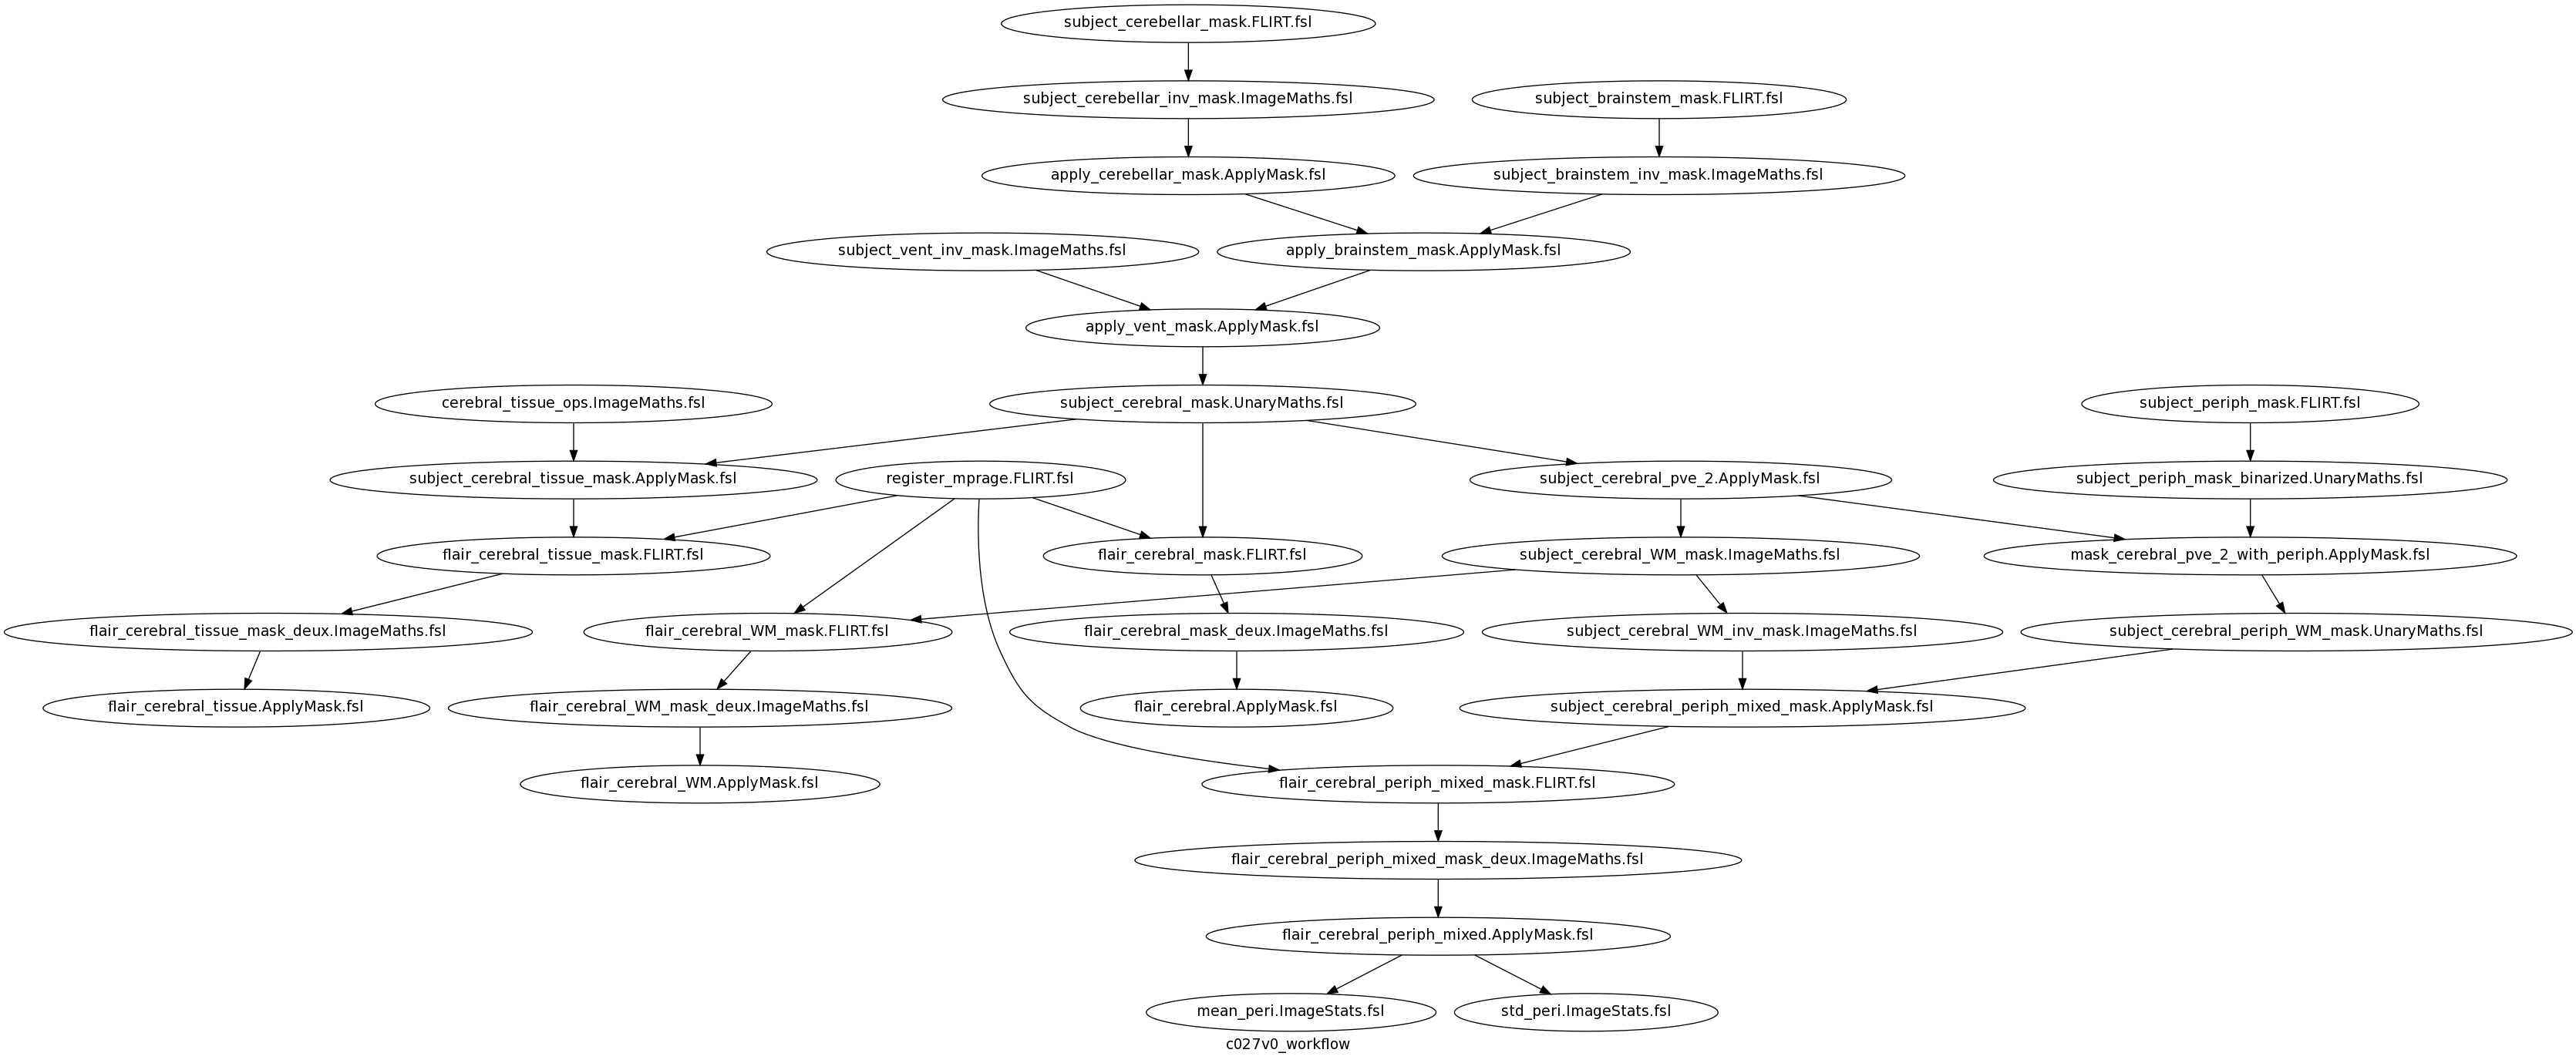 subject_cerebellar_mask.FLIRT.fsl
subject_cerebellar_inv_mask.ImageMaths.fsl
subject_brainstem_mask.FLIRT.fsl
apply_cerebellar_mask.ApplyMask.fsl
subject_brainstem_inv_mask.ImageMaths.fsl
subject_vent_inv_mask.ImageMaths.fsl
apply_brainstem_mask.ApplyMask.fsl
apply_vent_mask.ApplyMask.fsl
cerebral_tissue_ops.ImageMaths.fsl
subject_cerebral_mask.UnaryMaths.fsl
subject_periph_mask.FLIRT.fsl
subject_cerebral_tissue_mask.ApplyMask.fsl
register_mprage.FLIRT.fsl
subject_cerebral_pve_2.ApplyMask.fsl
subject_periph_mask_binarized.UnaryMaths.fsl
flair_cerebral_tissue_mask.FLIRT.fsl
flair_cerebral_mask.FLIRT.fsl
subject_cerebral_WM_mask.ImageMaths.fsl
mask_cerebral_pve_2_with_periph.ApplyMask.fsl
flair_cerebral_tissue_mask_deux.ImageMaths.fsl
flair_cerebral_WM_mask.FLIRT.fsl
flair_cerebral_mask_deux.ImageMaths.fsl
subject_cerebral_WM_inv_mask.ImageMaths.fsl
subject_cerebral_periph_WM_mask.UnaryMaths.fsl
flair_cerebral_tissue.ApplyMask.fsl
flair_cerebral_WM_mask_deux.ImageMaths.fsl
flair_cerebral.ApplyMask.fsl
subject_cerebral_periph_mixed_mask.ApplyMask.fsl
flair_cerebral_WM.ApplyMask.fsl
flair_cerebral_periph_mixed_mask.FLIRT.fsl
flair_cerebral_periph_mixed_mask_deux.ImageMaths.fsl
flair_cerebral_periph_mixed.ApplyMask.fsl
mean_peri.ImageStats.fsl
std_peri.ImageStats.fsl
c027v0_workflow